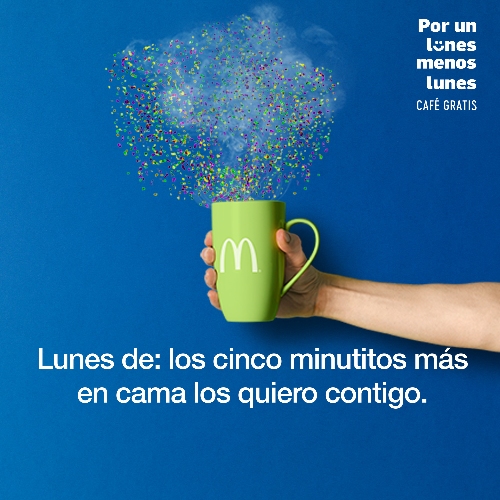 Por un
lunes
menos
lunes
CAFÉ GRATIS
M
Lunes de: los cinco minutitos más
en cama los quiero contigo.